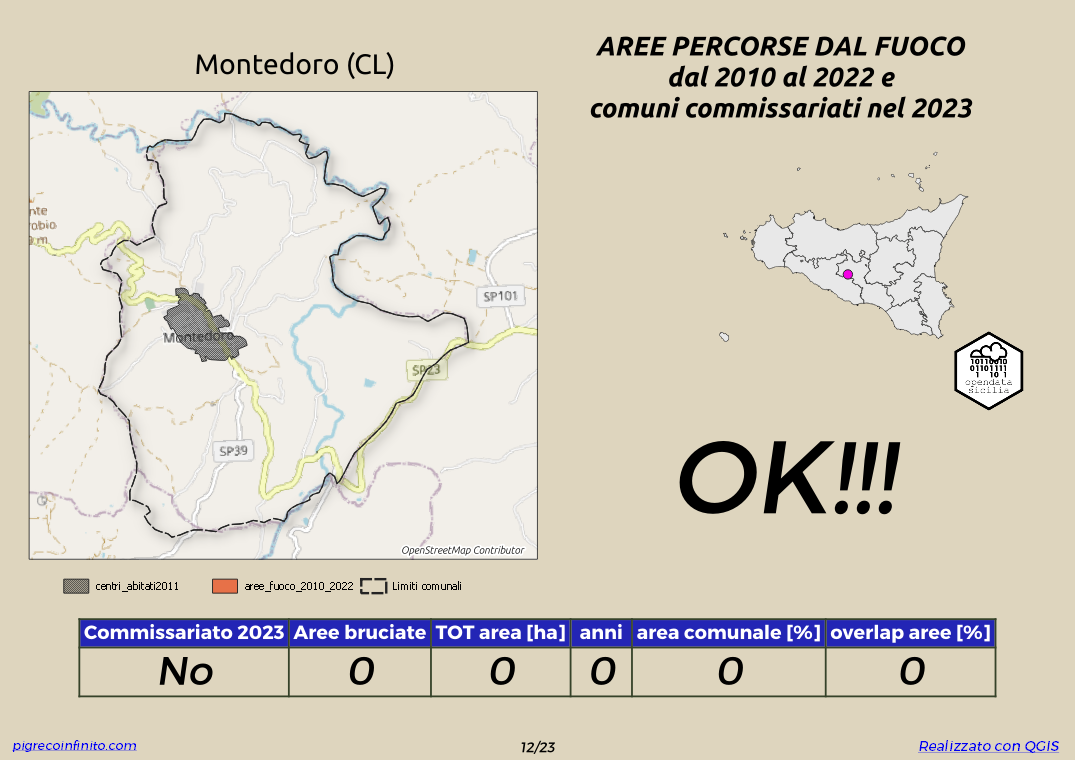 Montedoro (CL)
AREE PERCORSE DAL FUOCO
dal 2010 al 2022 e
comuni commissariati nel 2023
nte
robio
m
SP101
Montedoro
SP23
SP39
OpenStreetMap Contributor
10110010
01101111
1 10 1
opendata
sicilia
OK!!!
centri_abitati2011 aree_fuoco_2010_2022 Limiti comunali
Commissariato 2023 Aree bruciate TOT area [ha] anni area comunale [%] overlap aree [%]
No 0 0 0 0 0
pigrecoinfinito.com 12/23 Realizzato con QGIS